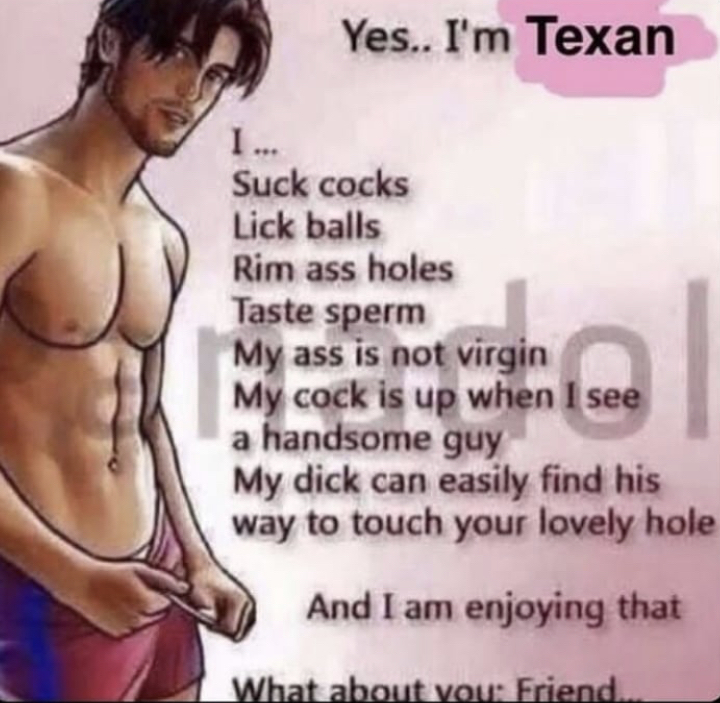 Yes.. I'm Texan
I ...
Suck cocks
Lick balls
Rim ass holes
Taste sperm
My ass is not virgin
My cock is up when I see
a handsome guy
My dick can easily find his
way to touch your lovely hole
And I am enjoying that
What about you: Friend...
nadol